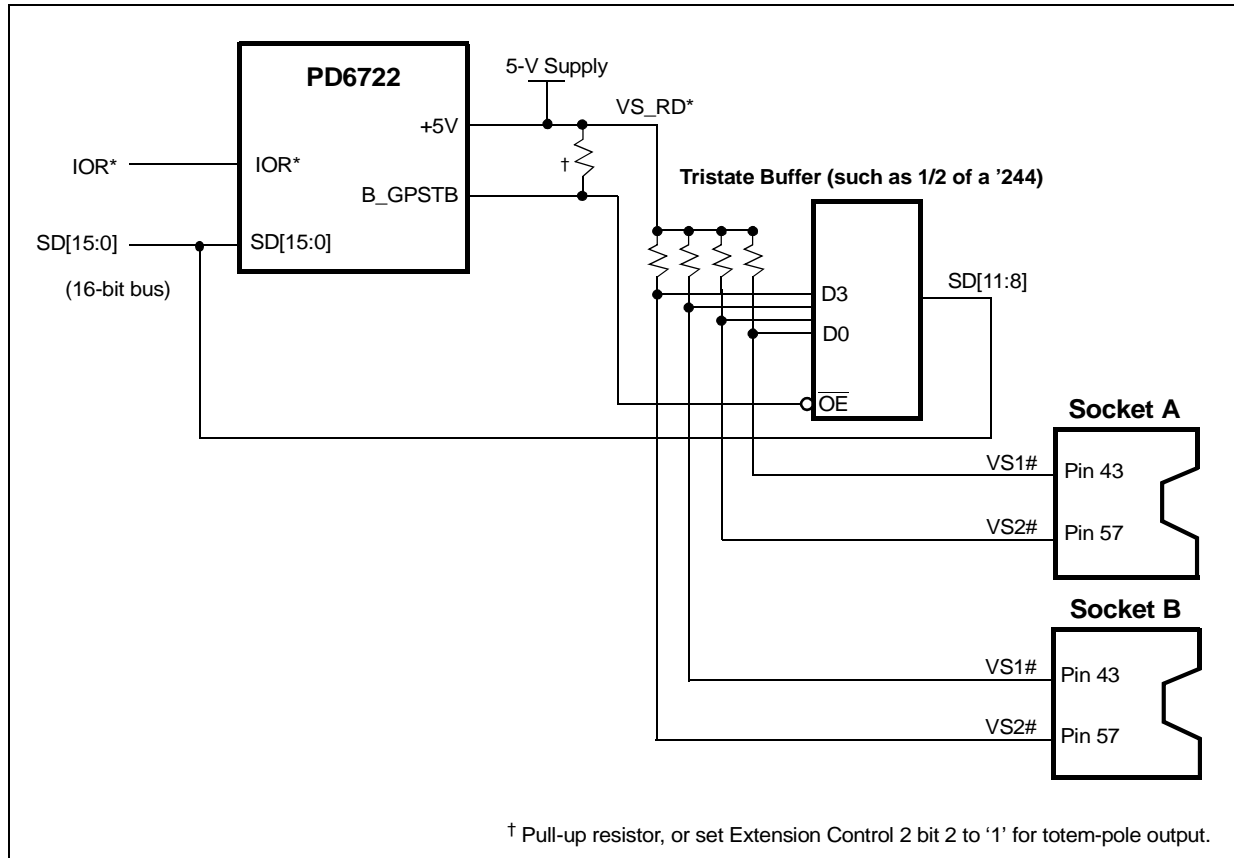 PD6722
5-V Supply
+5V
VS_RD*
IOR*
IOR*
†
Tristate Buffer (such as 1/2 of a ’244)
B_GPSTB
SD[15:0]
SD[15:0]
(16-bit bus)
SD[11:8]
D3
D0
OE
Socket A
VS1#
Pin 43
VS2#
Pin 57
Socket B
VS1#
Pin 43
VS2#
Pin 57
† Pull-up resistor, or set Extension Control 2 bit 2 to ‘1’ for totem-pole output.